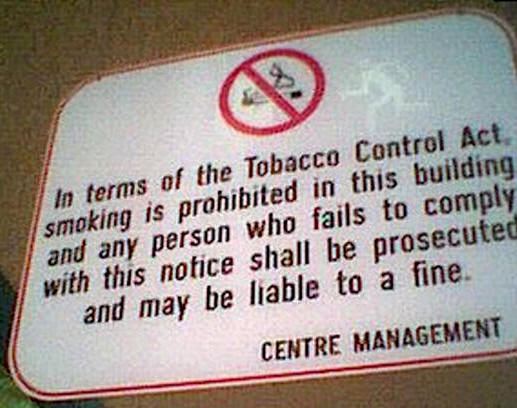 In terms of the Tobacco Control Act.
smoking is prohibited in this building
and any person who fails to comply
with this notice shall be prosecuted
and may be liable to a fine.
CENTRE MANAGEMENT